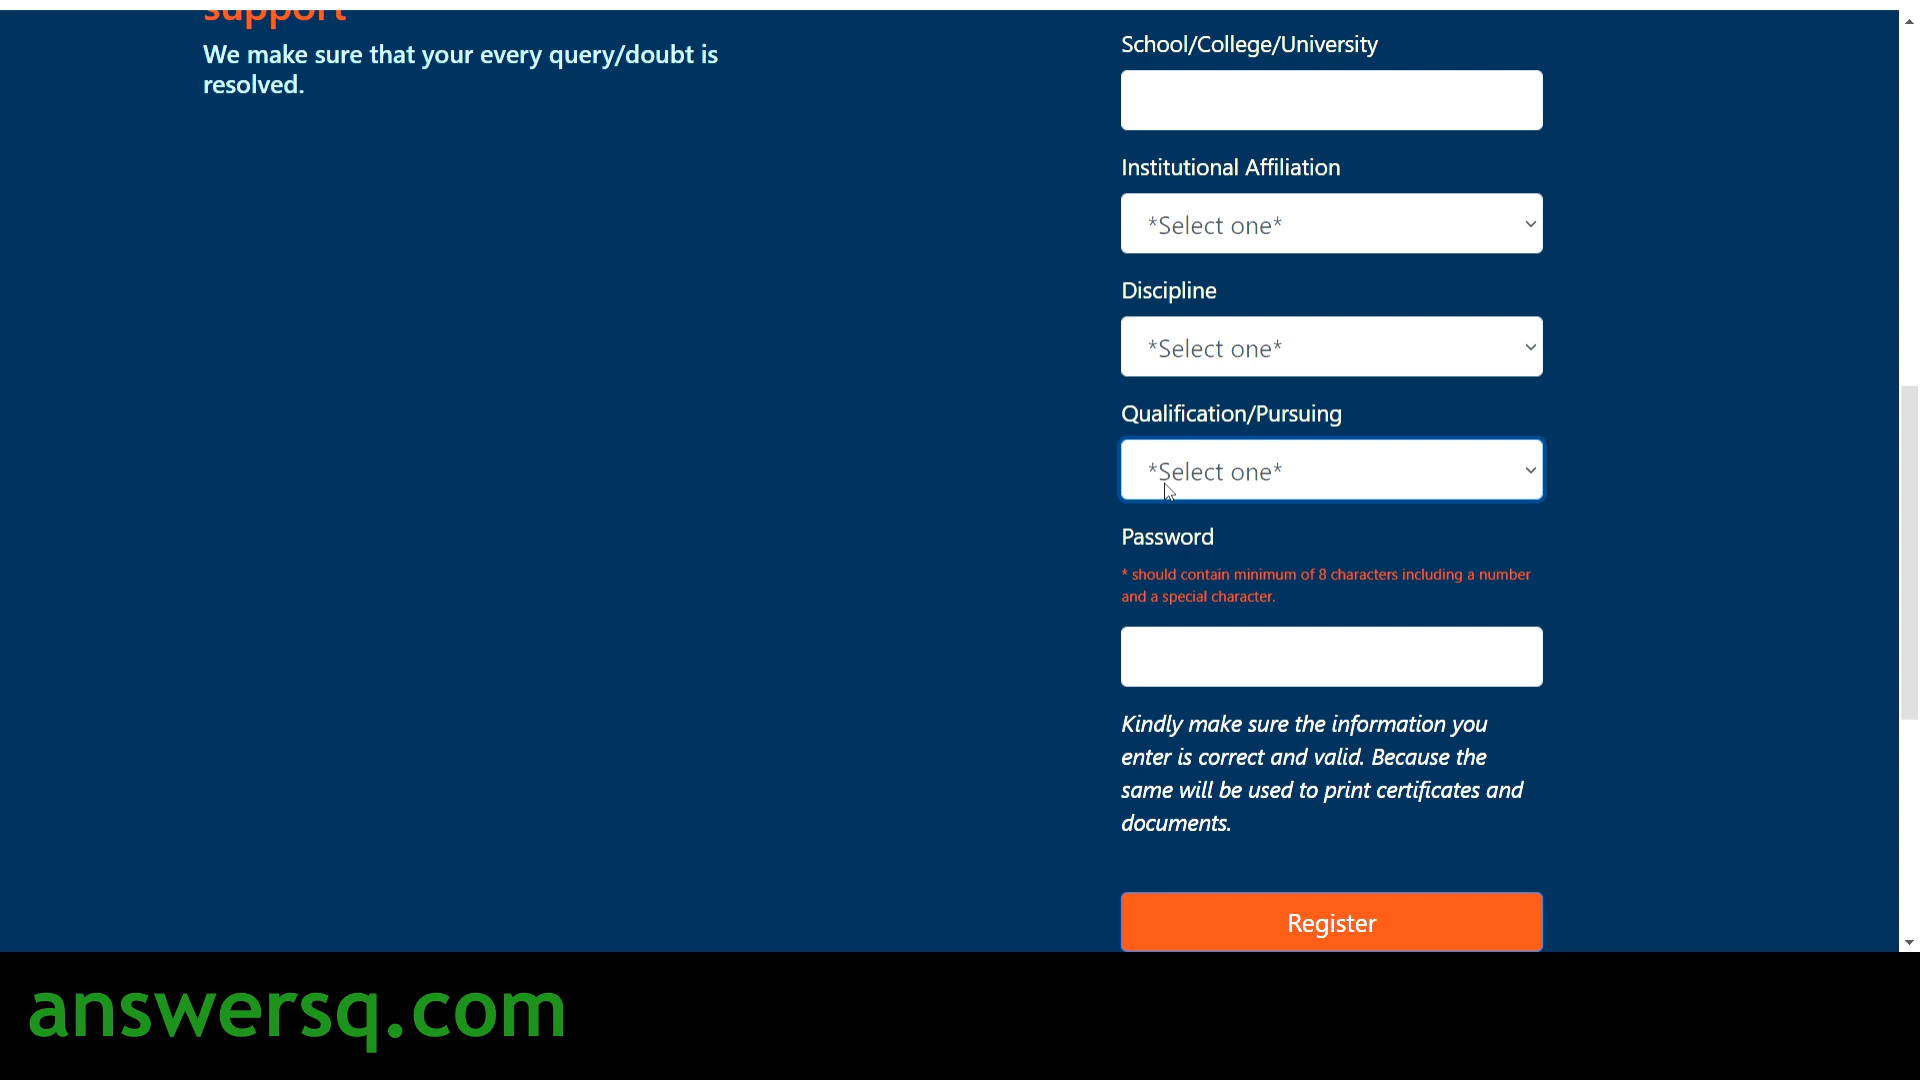 support
We make sure that your every query/doubt is
resolved.
School/College/University
Institutional Affiliation
*Select one*
Discipline
*Select one*
Qualification/Pursuing
*Select one*
Password
* should contain minimum of 8 characters including a number
and a special character.
Kindly make sure the information you
enter is correct and valid. Because the
same will be used to print certificates and
documents.
Register
answersq.com